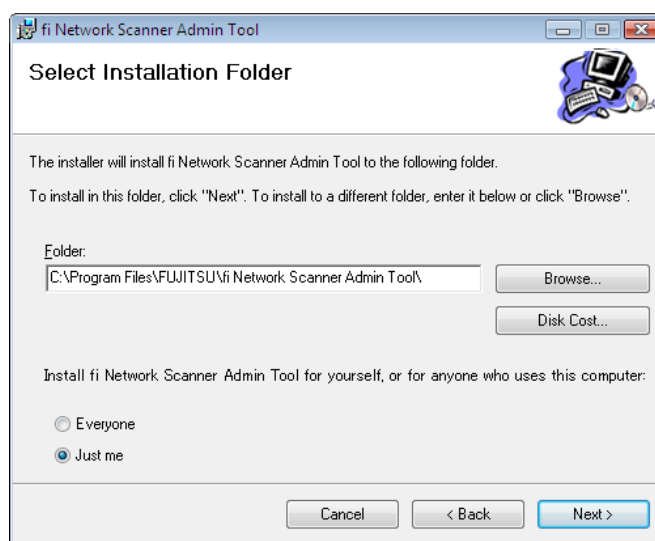 fi Network Scanner Admin Tool
Select Installation Folder
The installer will install fi Network Scanner Admin Tool to the following folder.
To install in this folder, click "Next". To install to a different folder, enter it below or click "Browse".
Folder:
C:\Program Files\FUJITSU\fi Network Scanner Admin Tool\
Browse...
Disk Cost...
Install fi Network Scanner Admin Tool for yourself, or for anyone who uses this computer:
Everyone
Just me
Cancel
< Back
Next >